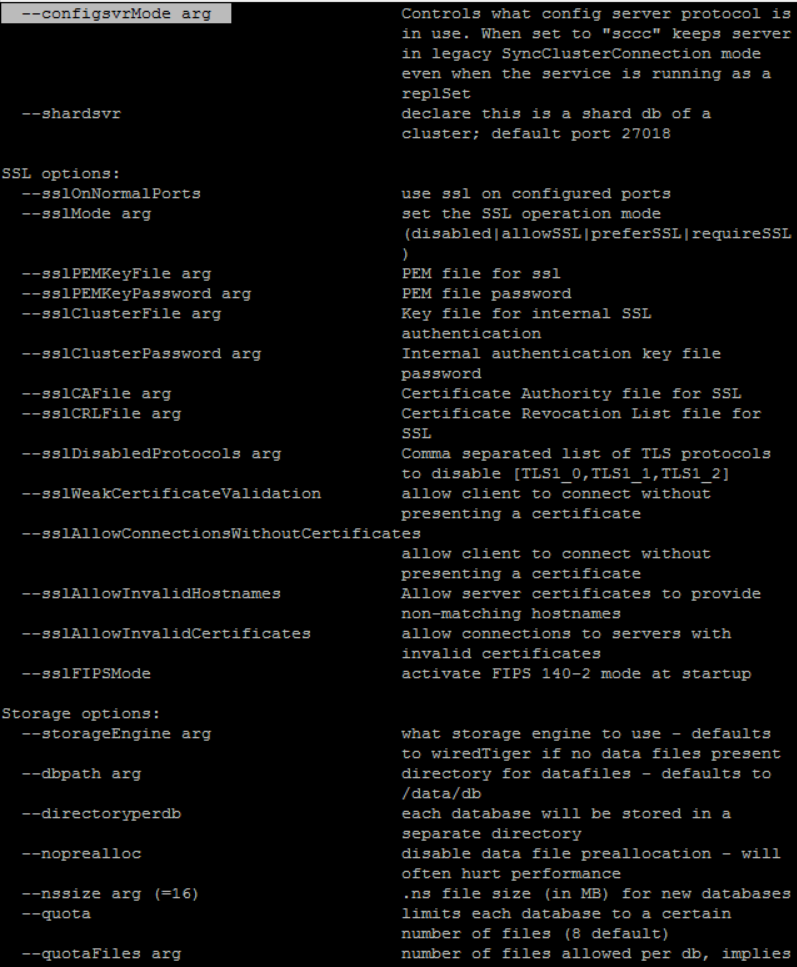 --configsvrMode arg                   Controls what config server protocol is
                                      in use. When set to "sccc" keeps server
                                      in legacy SyncClusterConnection mode
                                      even when the service is running as a
                                      replSet
--shardsvr                            declare this is a shard db of a
                                      cluster; default port 27018
SSL options:
--sslOnNormalPorts                    use ssl on configured ports
--sslMode arg                         set the SSL operation mode
                                      (disabled|allowSSL|preferSSL|requireSSL
                                      )
--sslPEMKeyFile arg                   PEM file for ssl
--sslPEMKeyPassword arg               PEM file password
--sslClusterFile arg                  Key file for internal SSL
                                      authentication
--sslClusterPassword arg              Internal authentication key file
                                      password
--sslCAFile arg                       Certificate Authority file for SSL
--sslCRLFile arg                      Certificate Revocation List file for
                                      SSL
--sslDisabledProtocols arg            Comma separated list of TLS protocols
                                      to disable [TLS1_0,TLS1_1,TLS1_2]
--sslWeakCertificateValidation        allow client to connect without
                                      presenting a certificate
--sslAllowConnectionsWithoutCertificates
                                      allow client to connect without
                                      presenting a certificate
--sslAllowInvalidHostnames            Allow server certificates to provide
                                      non-matching hostnames
--sslAllowInvalidCertificates         allow connections to servers with
                                      invalid certificates
--sslFIPSMode                         activate FIPS 140-2 mode at startup
Storage options:
--storageEngine arg                   what storage engine to use - defaults
                                      to wiredTiger if no data files present
--dbpath arg                          directory for datafiles - defaults to
                                      /data/db
--directoryperdb                      each database will be stored in a
                                      separate directory
--noprealloc                          disable data file preallocation - will
                                      often hurt performance
--nssize arg (=16)                    .ns file size (in MB) for new databases
--quota                               limits each database to a certain
                                      number of files (8 default)
--quotaFiles arg                      number of files allowed per db, implies